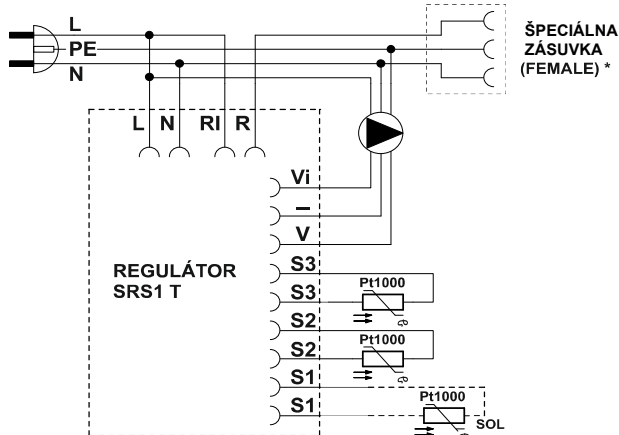 L
PE
N
ŠPECIÁLNA
ZÁSUVKA
(FEMALE) *
L N RI R
Vi
–
V
REGULÁTOR
SRS1 T
S3
S3
Pt1000
S2
S2
Pt1000
S1
S1
Pt1000
SOL